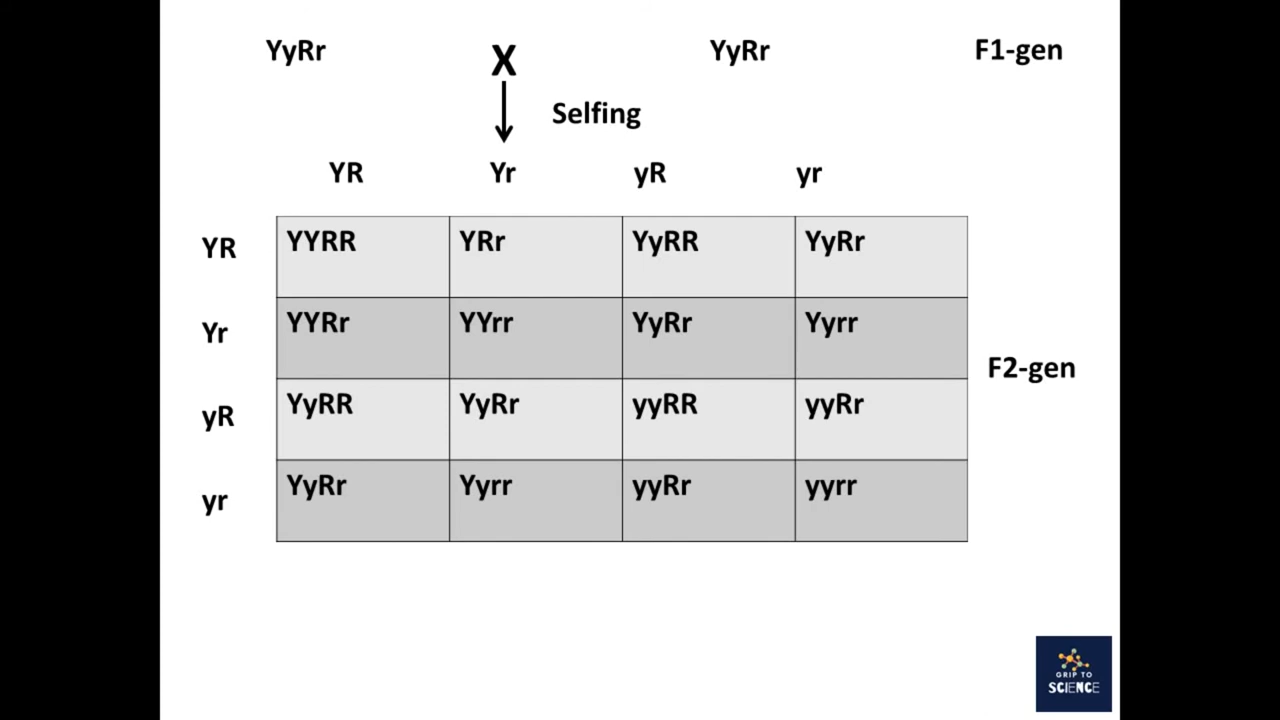 YyRr X YyRr F1-gen
Selfing
YR Yr yR yr
YR YYRR YRr YyRR YyRr
Yr YYRr YYrr YyRr Yyrr
F2-gen
yR YyRR YyRr yyRR yyRr
yr YyRr Yyrr yyRr yyrr
GRIP TO
SCIENCE